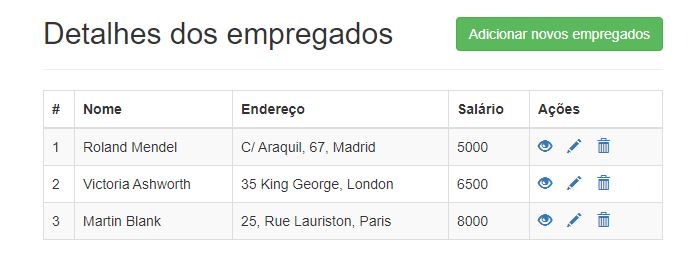 Detalhes dos empregados
Adicionar novos empregados
# Nome Endereço Salário Ações
1 Roland Mendel C/ Araquil, 67, Madrid 5000
2 Victoria Ashworth 35 King George, London 6500
3 Martin Blank 25, Rue Lauriston, Paris 8000